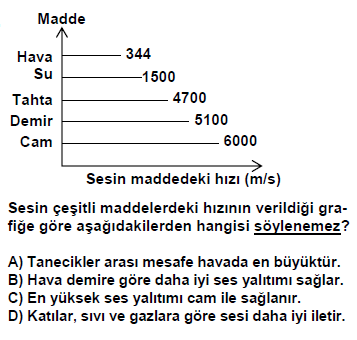 Madde
Hava 344
Su 1500
Tahta 4700
Demir 5100
Cam 6000
Sesin maddedeki hızı (m/s)
Sesin çeşitli maddelerdeki hızının verildiği gra-
fiğe göre aşağıdakilerden hangisi söylenemez?
A) Tanecikler arası mesafe havada en büyüktür.
B) Hava demire göre daha iyi ses yalıtımı sağlar.
C) En yüksek ses yalıtımı cam ile sağlanır.
D) Katılar, sıvı ve gazlara göre sesi daha iyi iletir.